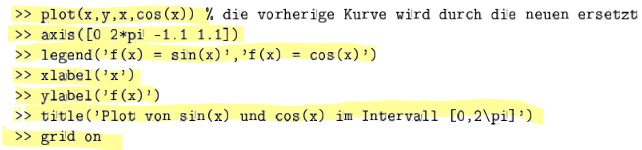 >> plot(x,y,x,cos(x)) % die vorherige Kurve wird durch die neuen ersetzt
>> axis([0 2*pi -1.1 1.1])
>> legend('f(x) = sin(x)','f(x) = cos(x)')
>> xlabel('x')
>> ylabel('f(x)')
>> title('Plot von sin(x) und cos(x) im Intervall [0,2\pi]')
>> grid on